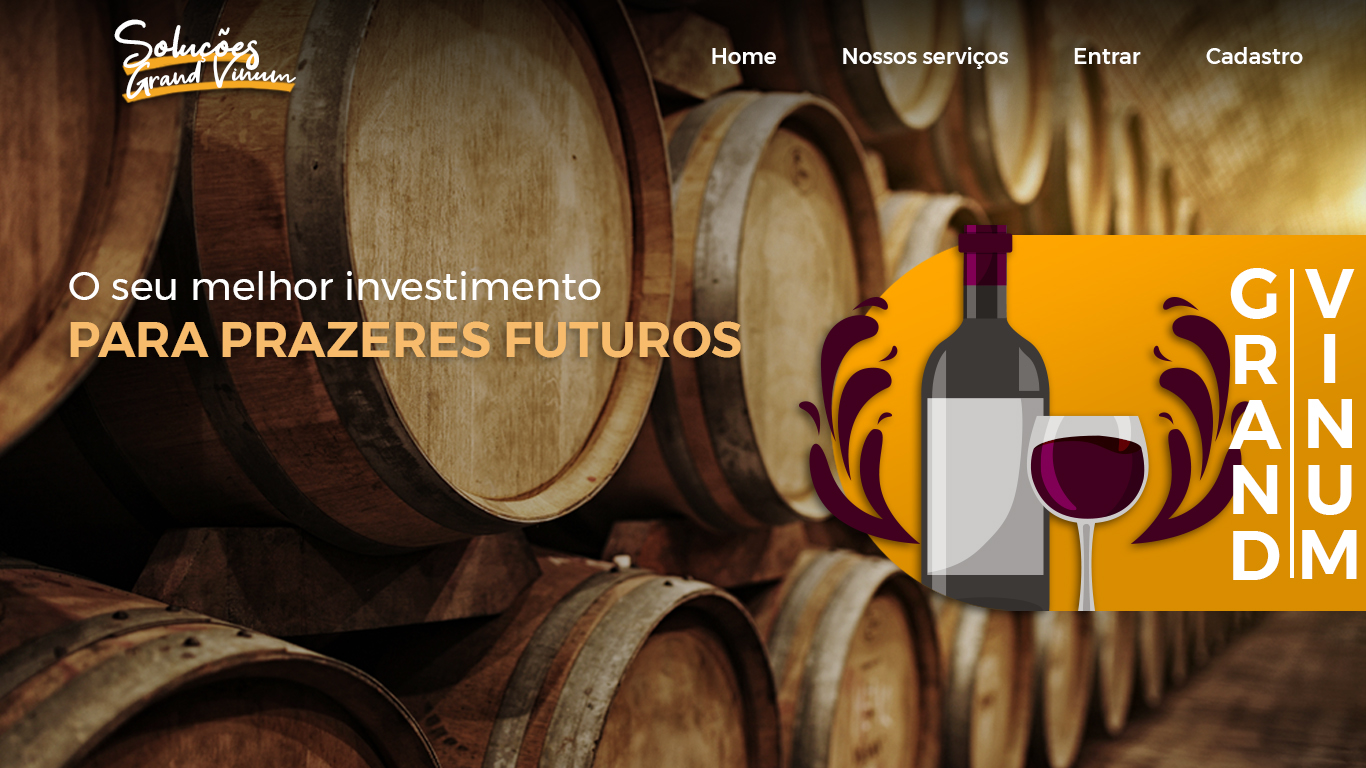 Soluções
Grand Vinum
Home
Nossos serviços
Entrar
Cadastro
O seu melhor investimento
PARA PRAZERES FUTUROS
GRAND
VINUM